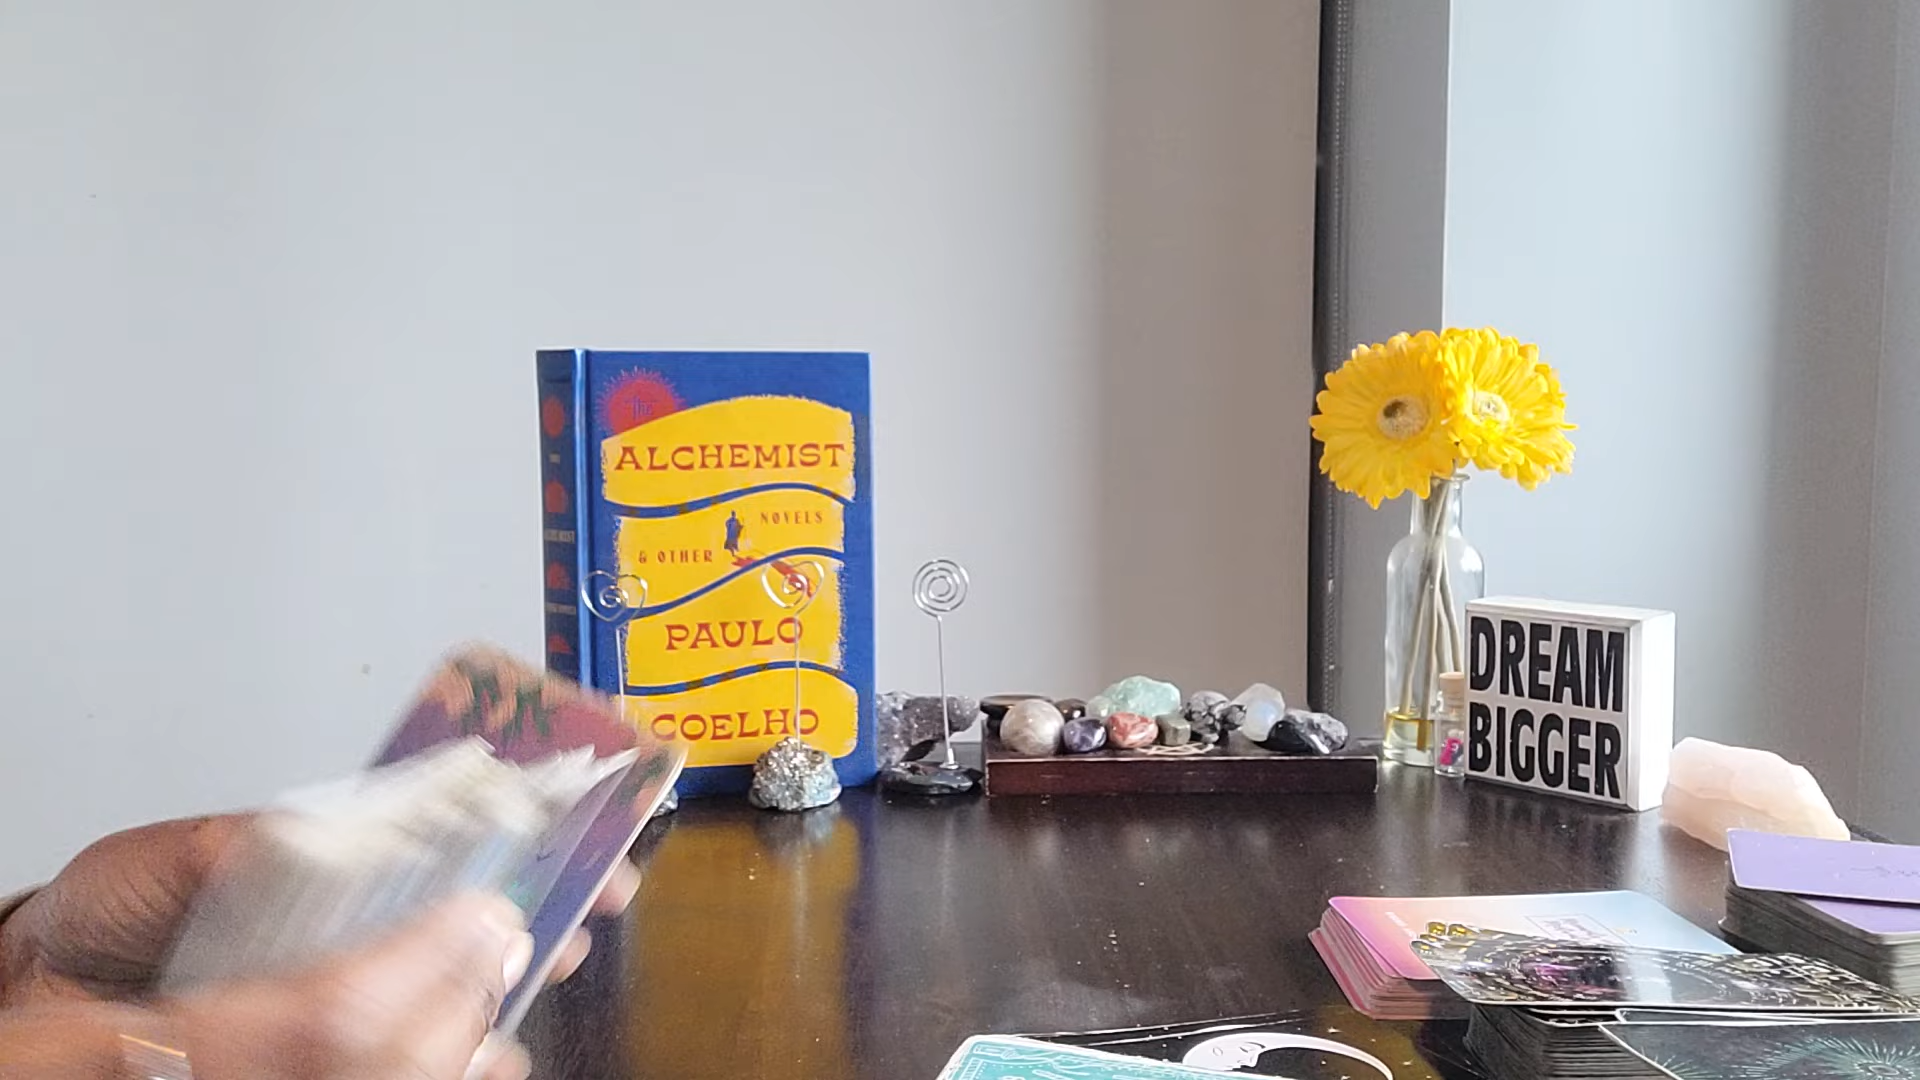 The
ALCHEMIST
NOVELS
& OTHER
PAULO
COELHO
DREAM
BIGGER